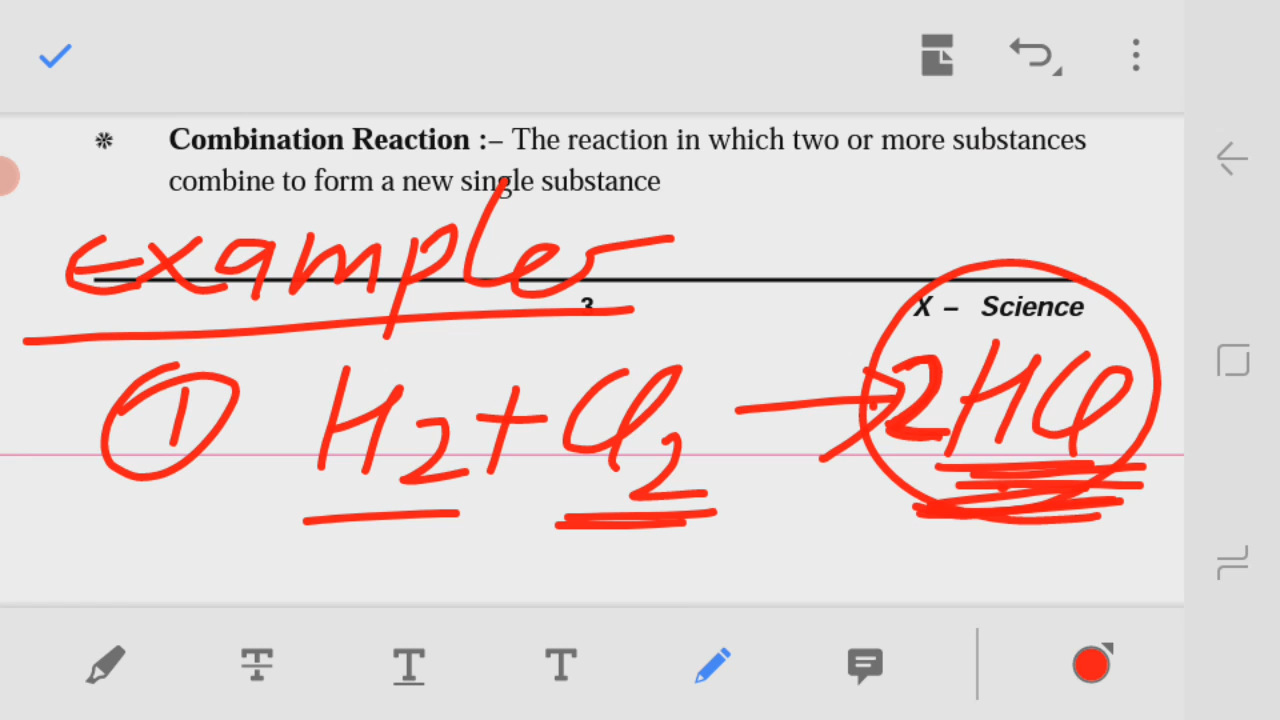 ✻ Combination Reaction :– The reaction in which two or more substances
combine to form a new single substance
Example–
3
X – Science
① H₂ + Cl₂ → 2HCl